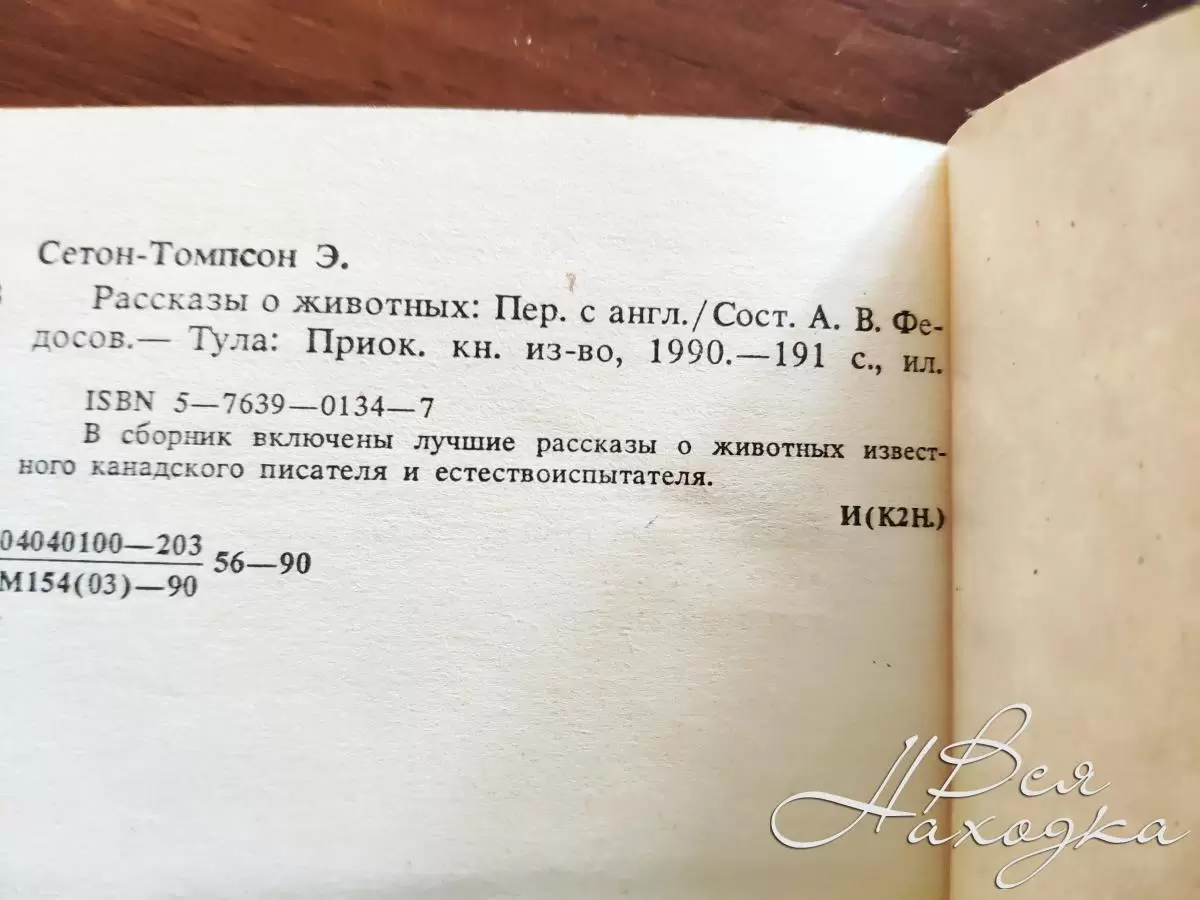 Сетон-Томпсон Э.
Рассказы о животных: Пер. с англ./Сост. А. В. Фе-
досов.— Тула: Приок. кн. из-во, 1990.—191 с., ил.
ISBN 5—7639—0134—7
В сборник включены лучшие рассказы о животных извест-
ного канадского писателя и естествоиспытателя.
И(К2Н.)
04040100—203
М154(03)—90
56—90
Вся
Находка